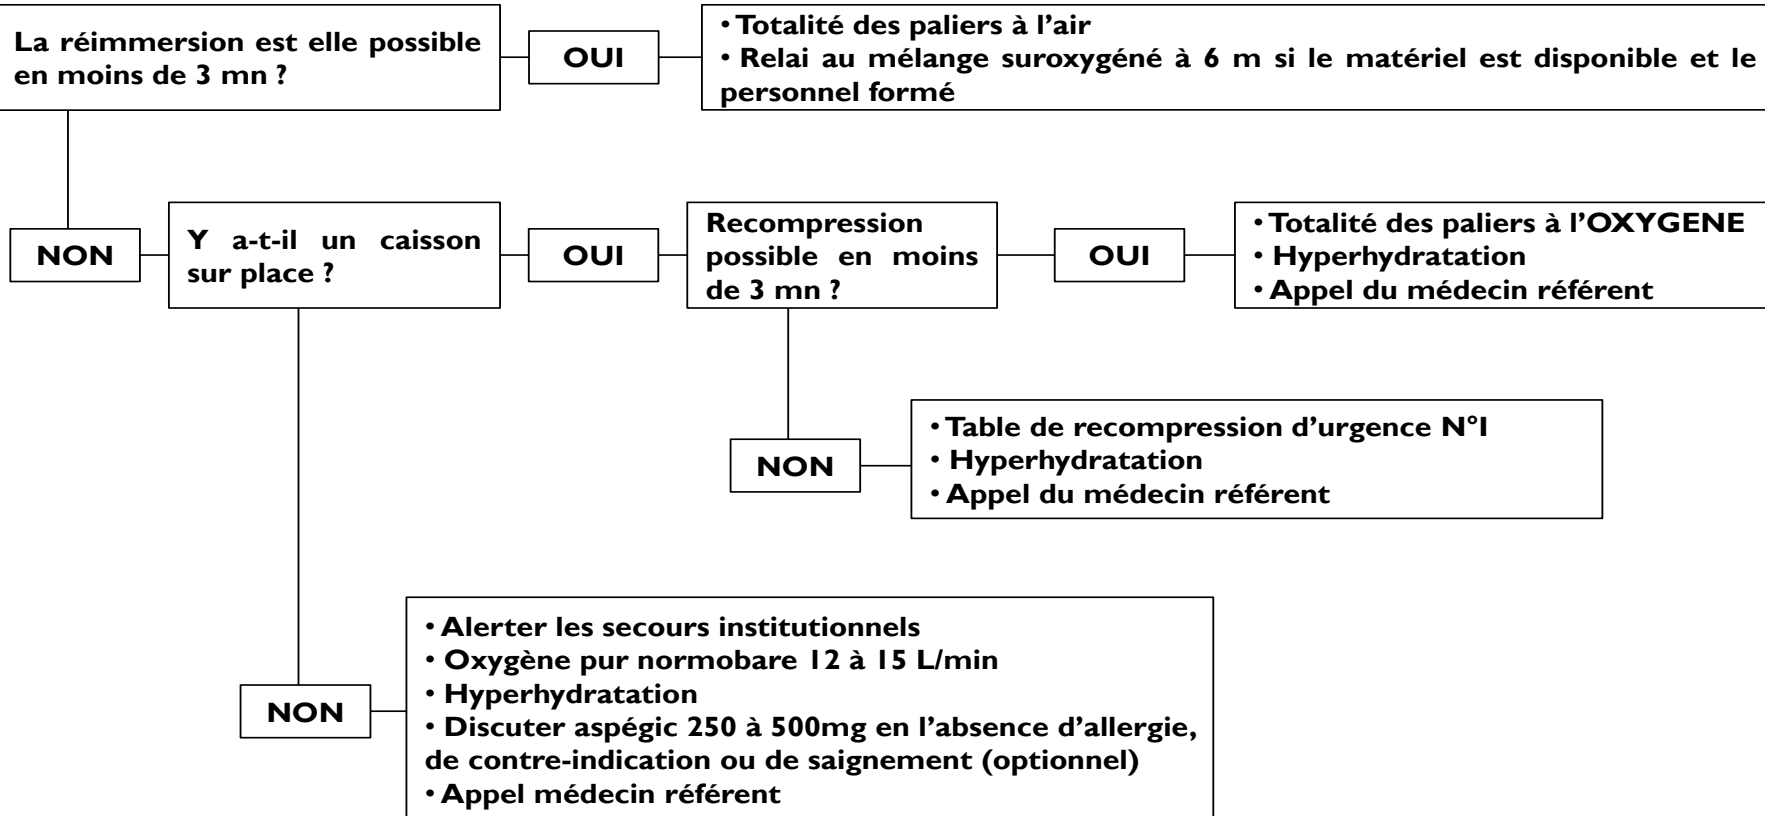 La réimmersion est elle possible
en moins de 3 mn ?
OUI
• Totalité des paliers à l'air
• Relai au mélange suroxygéné à 6 m si le matériel est disponible et le
personnel formé
NON
Y a-t-il un caisson
sur place ?
OUI
Recompression
possible en moins
de 3 mn ?
OUI
• Totalité des paliers à l'OXYGENE
• Hyperhydratation
• Appel du médecin référent
NON
• Table de recompression d'urgence N°1
• Hyperhydratation
• Appel du médecin référent
NON
• Alerter les secours institutionnels
• Oxygène pur normobare 12 à 15 L/min
• Hyperhydratation
• Discuter aspégic 250 à 500mg en l'absence d'allergie,
de contre-indication ou de saignement (optionnel)
• Appel médecin référent